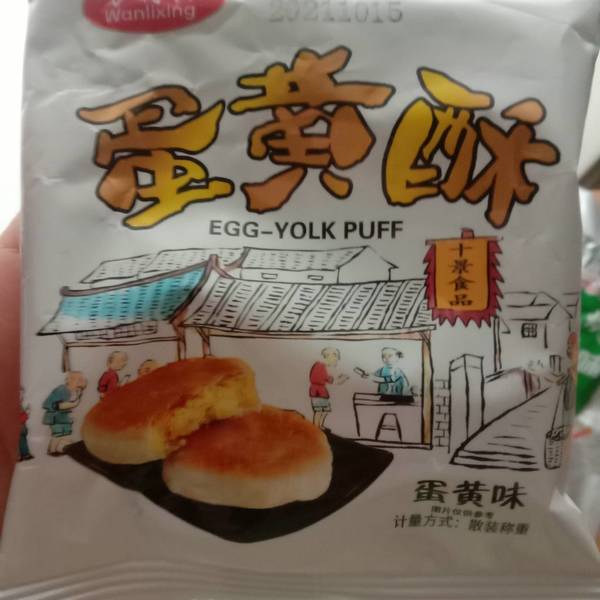 Wanlixing
20211015
蛋黄酥
EGG-YOLK PUFF
十景食品
蛋黄味
图片仅供参考
计量方式：散装称重